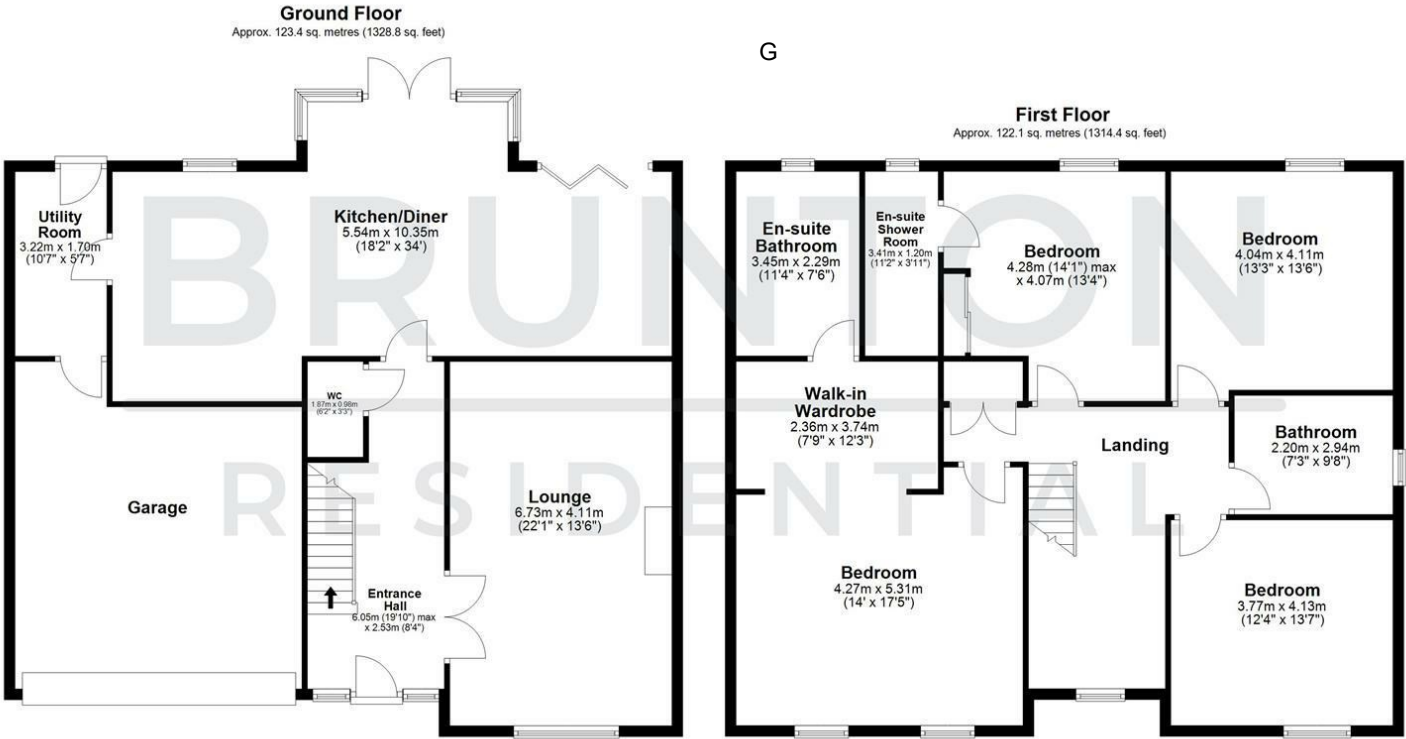 Ground Floor
Approx. 123.4 sq. metres (1328.8 sq. feet)
Utility
Room
3.22m x 1.70m
(10'7" x 5'7")
Kitchen/Diner
5.54m x 10.35m
(18'2" x 34')
WC
1.87m x 0.98m
(6'2" x 3'3")
Garage
Lounge
6.73m x 4.11m
(22'1" x 13'6")
Entrance
Hall
6.05m (19'10") max
x 2.53m (8'4")
G
First Floor
Approx. 122.1 sq. metres (1314.4 sq. feet)
En-suite
Bathroom
3.45m x 2.29m
(11'4" x 7'6")
En-suite
Shower
Room
3.41m x 1.20m
(11'2" x 3'11")
Bedroom
4.28m (14'1") max
x 4.07m (13'4")
Bedroom
4.04m x 4.11m
(13'3" x 13'6")
Walk-in
Wardrobe
2.36m x 3.74m
(7'9" x 12'3")
Landing
Bathroom
2.20m x 2.94m
(7'3" x 9'8")
Bedroom
4.27m x 5.31m
(14' x 17'5")
Bedroom
3.77m x 4.13m
(12'4" x 13'7")
BRUNTON
RESIDENTIAL